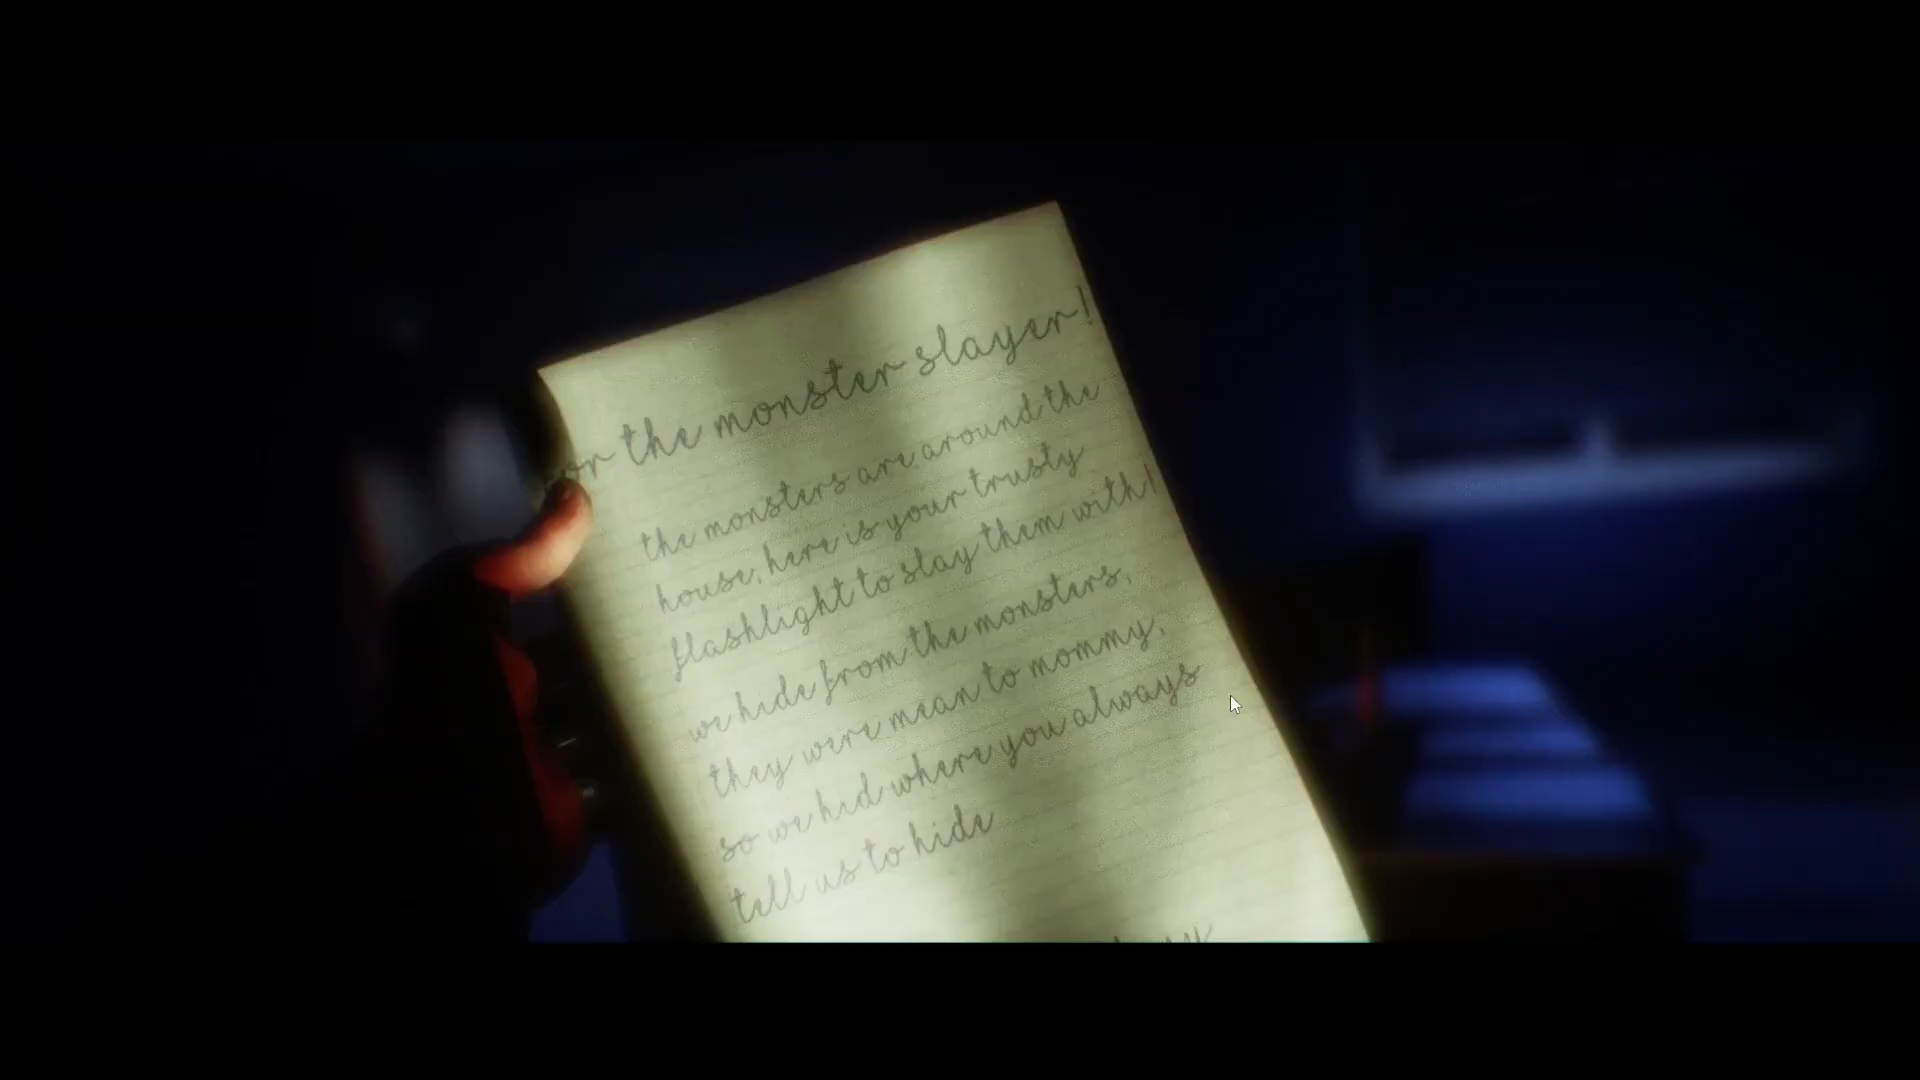 for the monster slayer!
the monsters are around the
house, here is your trusty
flashlight to slay them with!
we hide from the monsters,
they were mean to mommy,
so we hid where you always
tell us to hide